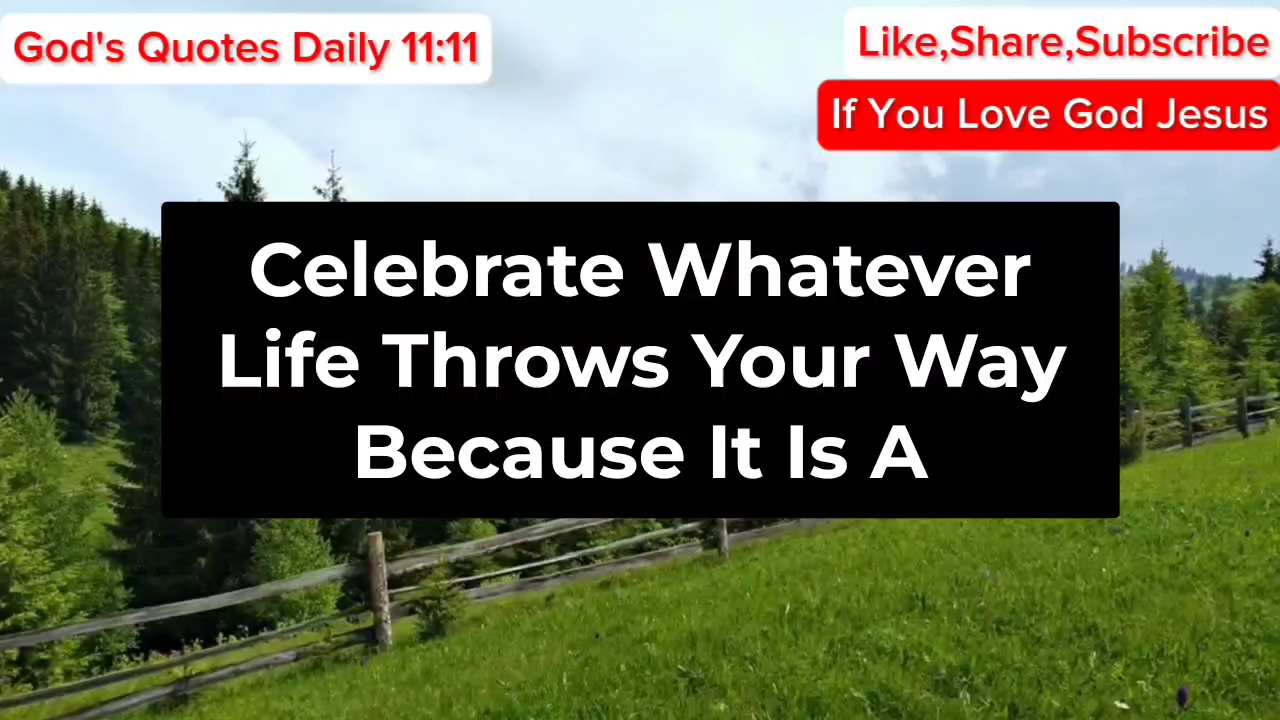 God's Quotes Daily 11:11
Like,Share,Subscribe
If You Love God Jesus
Celebrate Whatever
Life Throws Your Way
Because It Is A